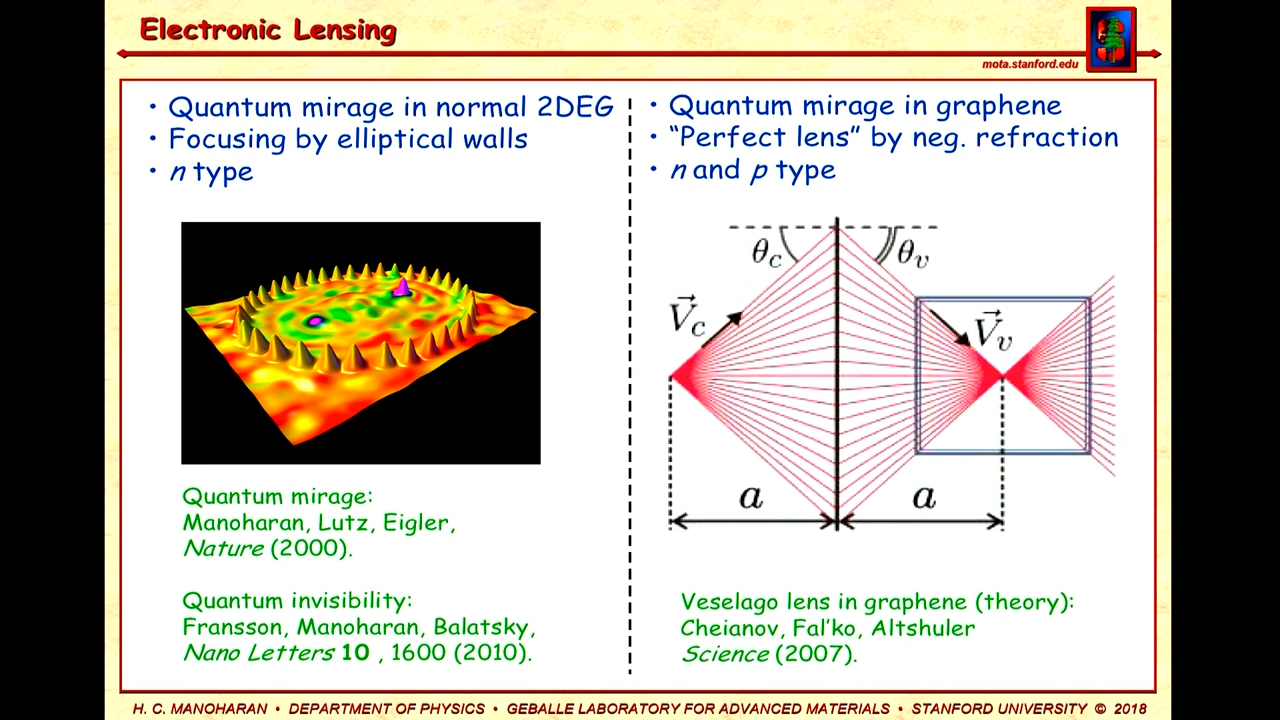 Electronic Lensing
mota.stanford.edu
• Quantum mirage in normal 2DEG
• Focusing by elliptical walls
• n type
Quantum mirage:
Manoharan, Lutz, Eigler,
Nature (2000).
Quantum invisibility:
Fransson, Manoharan, Balatsky,
Nano Letters 10 , 1600 (2010).
• Quantum mirage in graphene
• “Perfect lens” by neg. refraction
• n and p type
θc θv
V⃗c V⃗v
a a
Veselago lens in graphene (theory):
Cheianov, Fal’ko, Altshuler
Science (2007).
H. C. MANOHARAN • DEPARTMENT OF PHYSICS • GEBALLE LABORATORY FOR ADVANCED MATERIALS • STANFORD UNIVERSITY © 2018